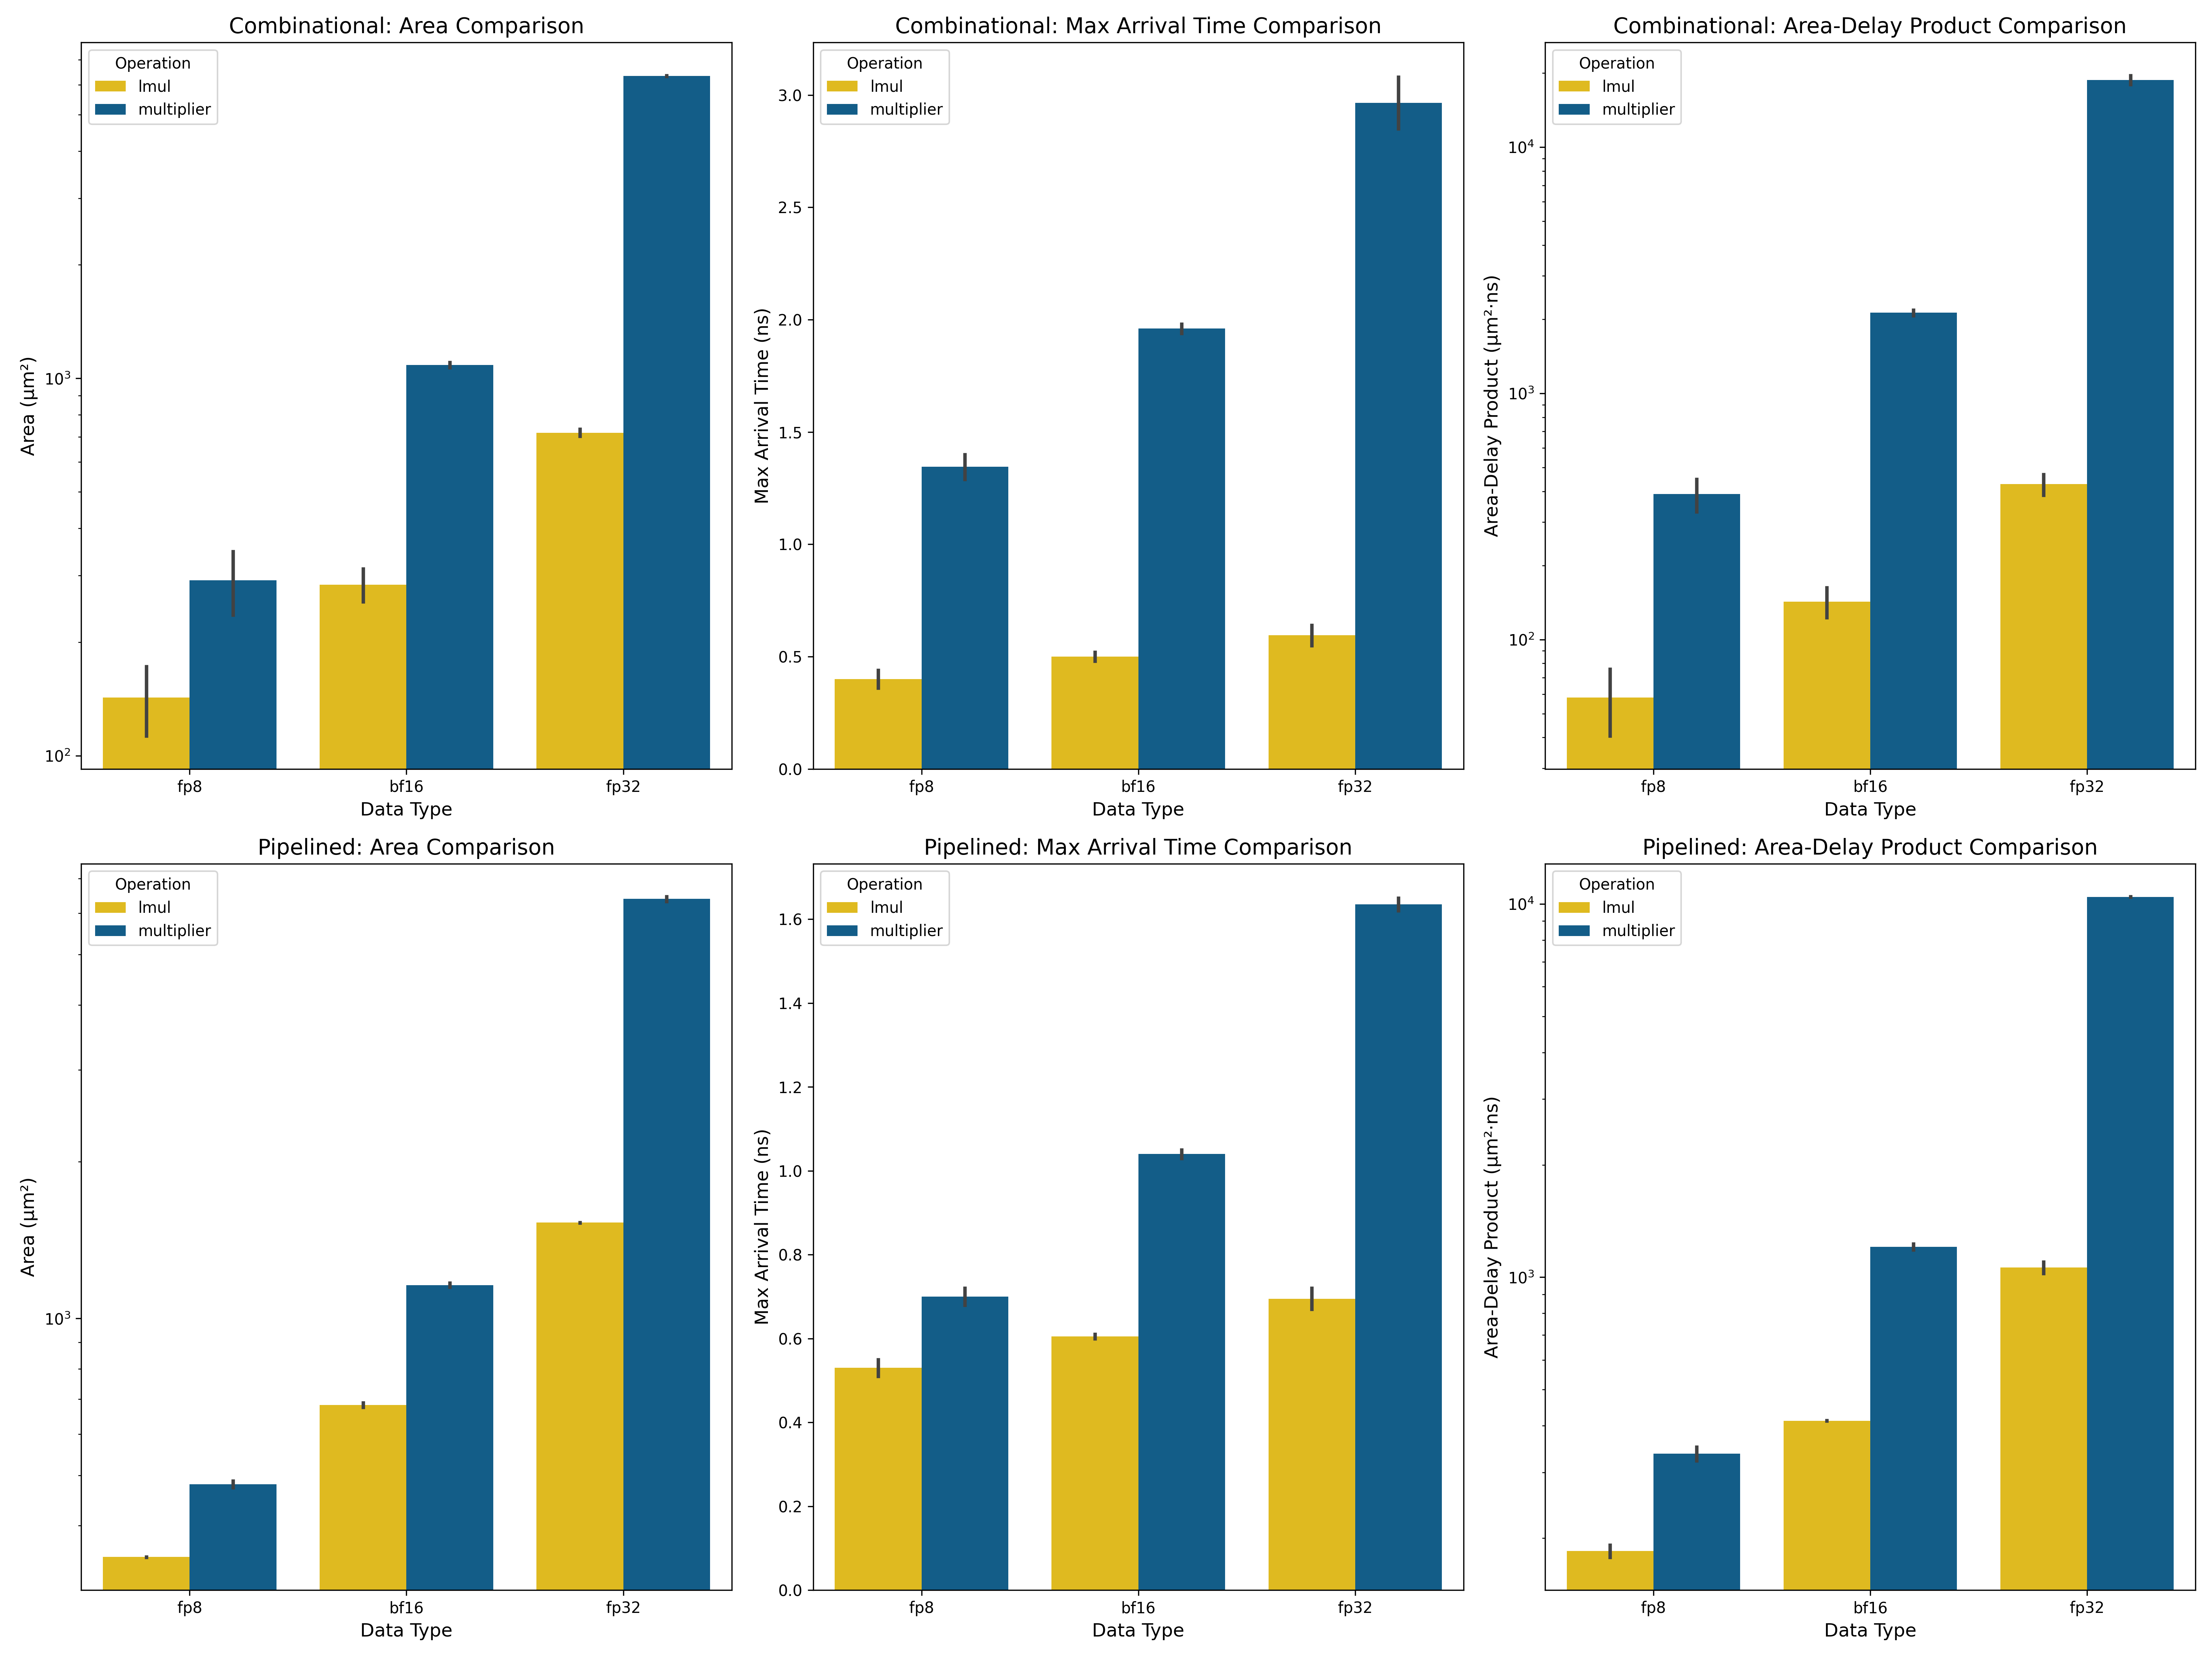 Combinational: Area Comparison
Operation
lmul
multiplier
Area (μm²)
10³
10²
fp8
bf16
fp32
Data Type
Combinational: Max Arrival Time Comparison
Operation
lmul
multiplier
Max Arrival Time (ns)
3.0
2.5
2.0
1.5
1.0
0.5
0.0
fp8
bf16
fp32
Data Type
Combinational: Area-Delay Product Comparison
Operation
lmul
multiplier
Area-Delay Product (μm²·ns)
10⁴
10³
10²
fp8
bf16
fp32
Data Type
Pipelined: Area Comparison
Operation
lmul
multiplier
Area (μm²)
10³
fp8
bf16
fp32
Data Type
Pipelined: Max Arrival Time Comparison
Operation
lmul
multiplier
Max Arrival Time (ns)
1.6
1.4
1.2
1.0
0.8
0.6
0.4
0.2
0.0
fp8
bf16
fp32
Data Type
Pipelined: Area-Delay Product Comparison
Operation
lmul
multiplier
Area-Delay Product (μm²·ns)
10⁴
10³
fp8
bf16
fp32
Data Type